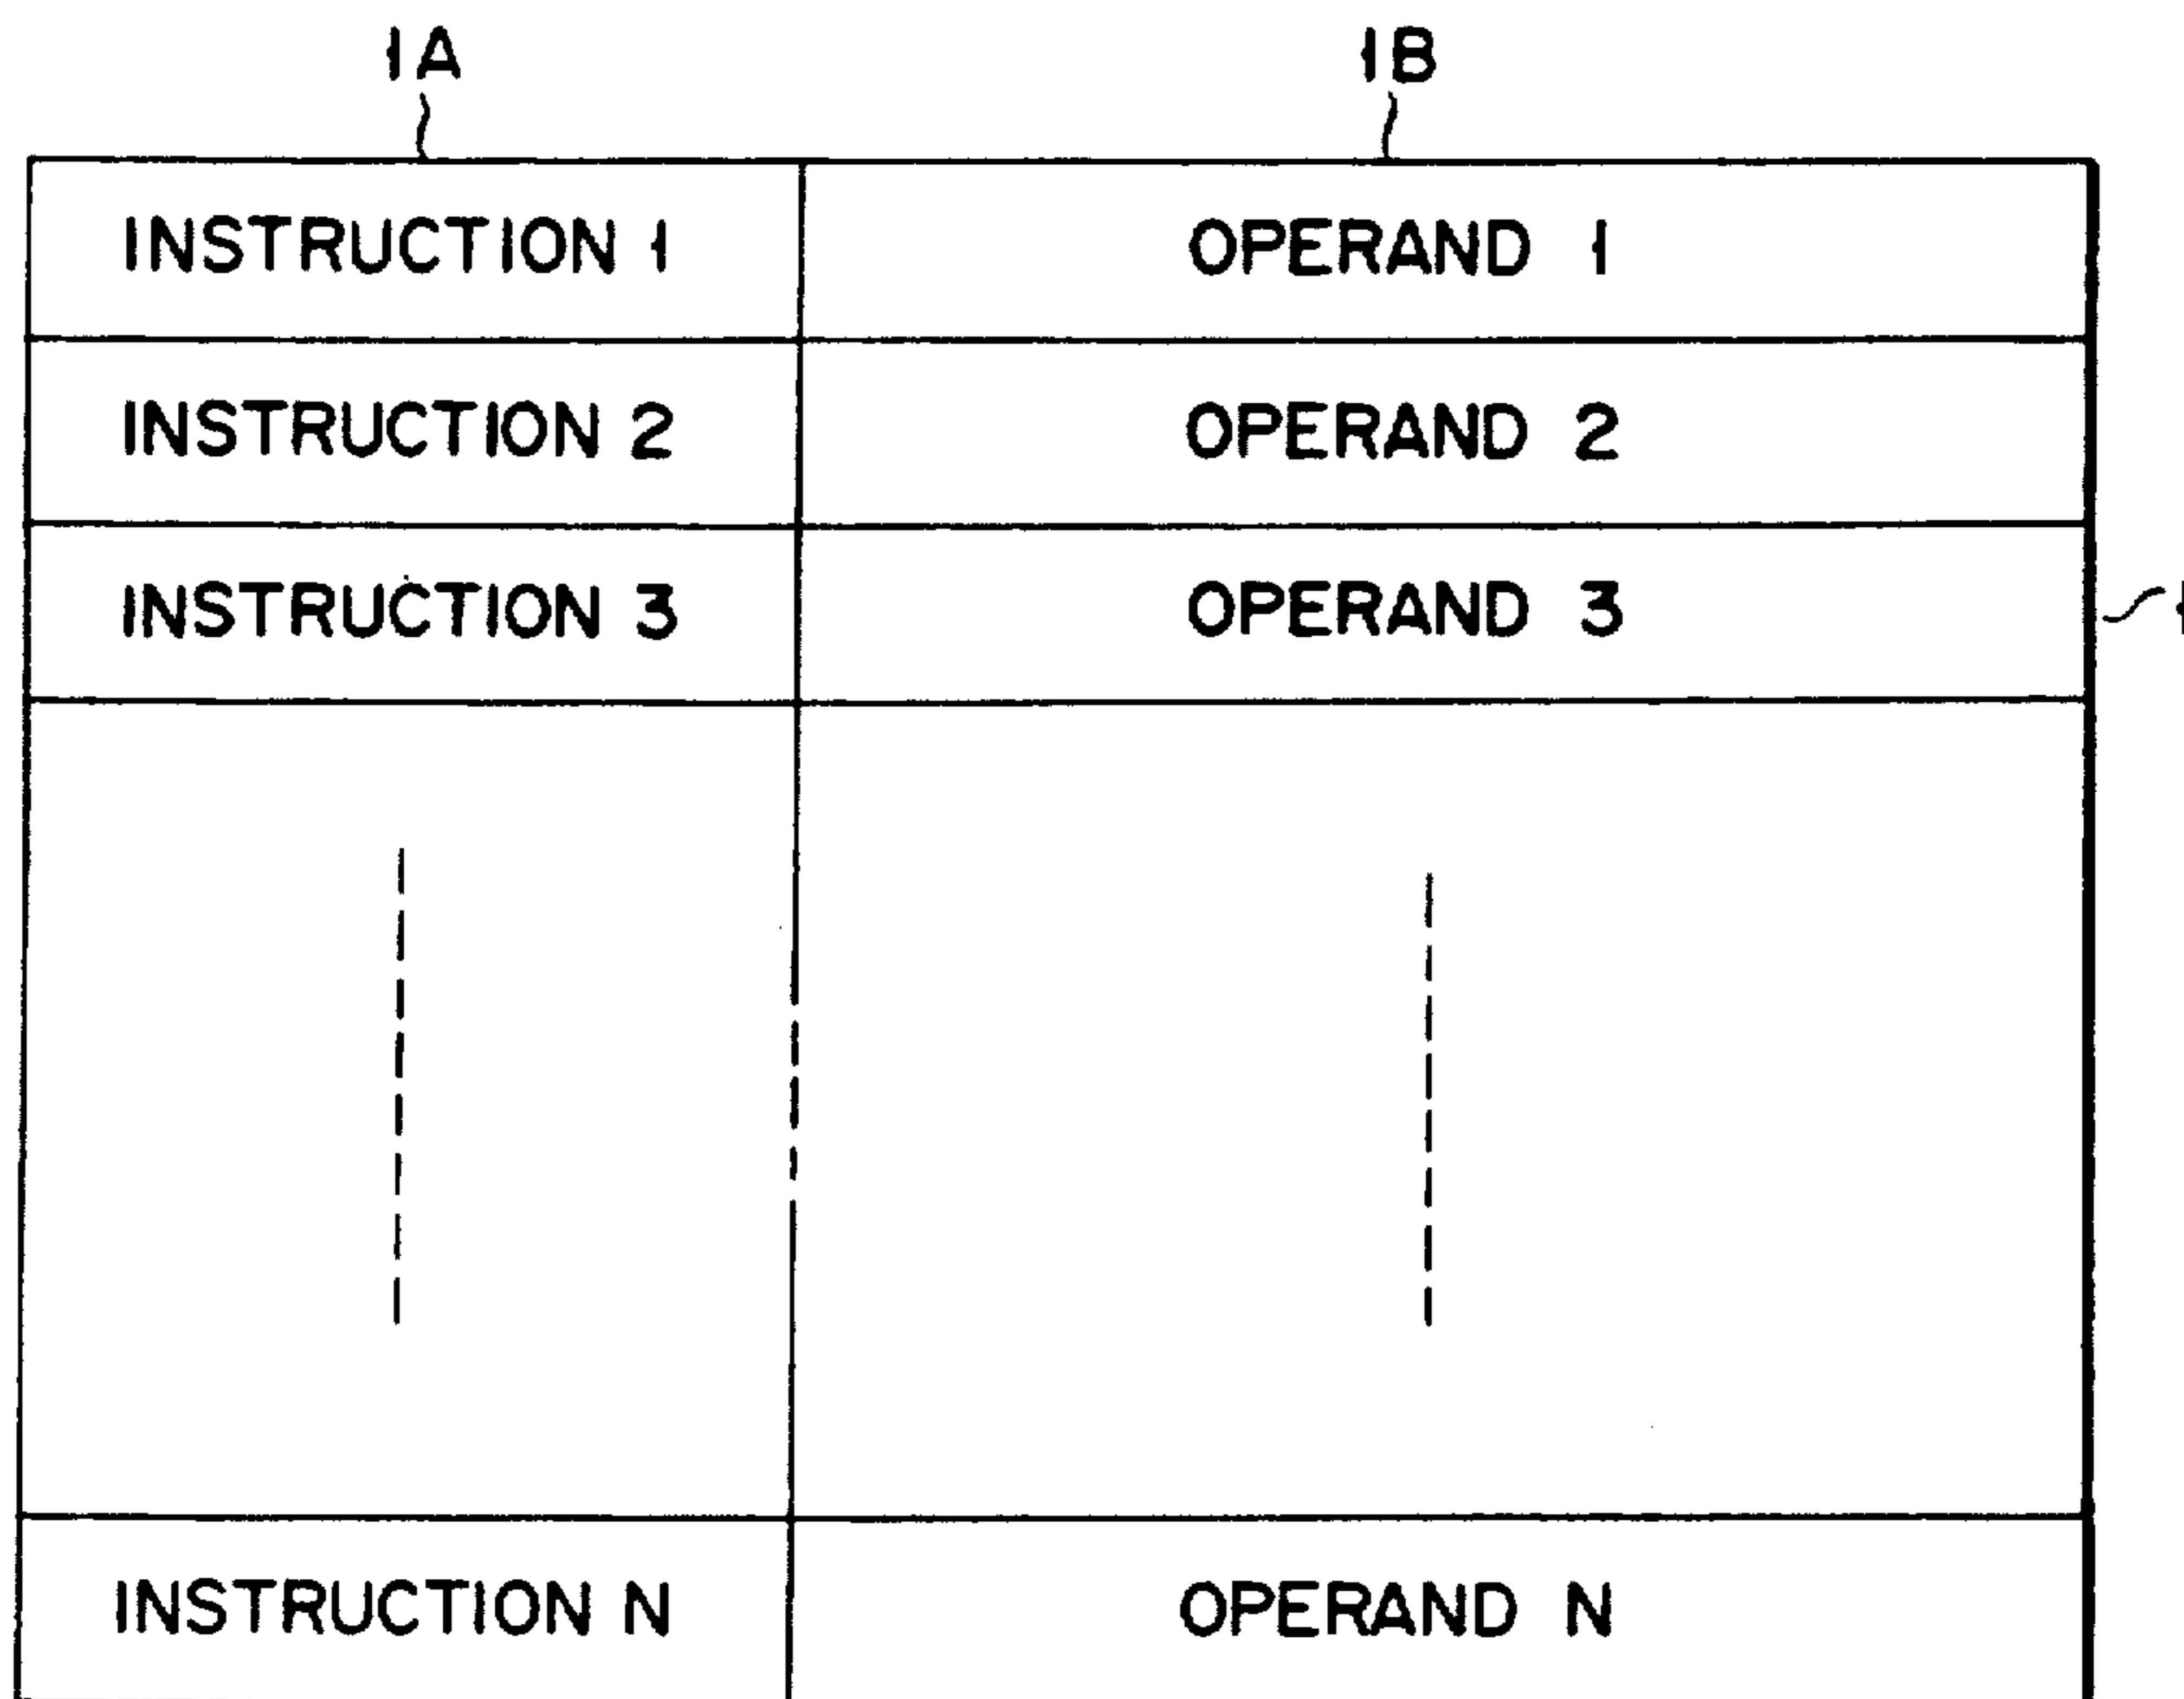 1A 1B
INSTRUCTION 1 OPERAND 1
INSTRUCTION 2 OPERAND 2
INSTRUCTION 3 OPERAND 3
INSTRUCTION N OPERAND N